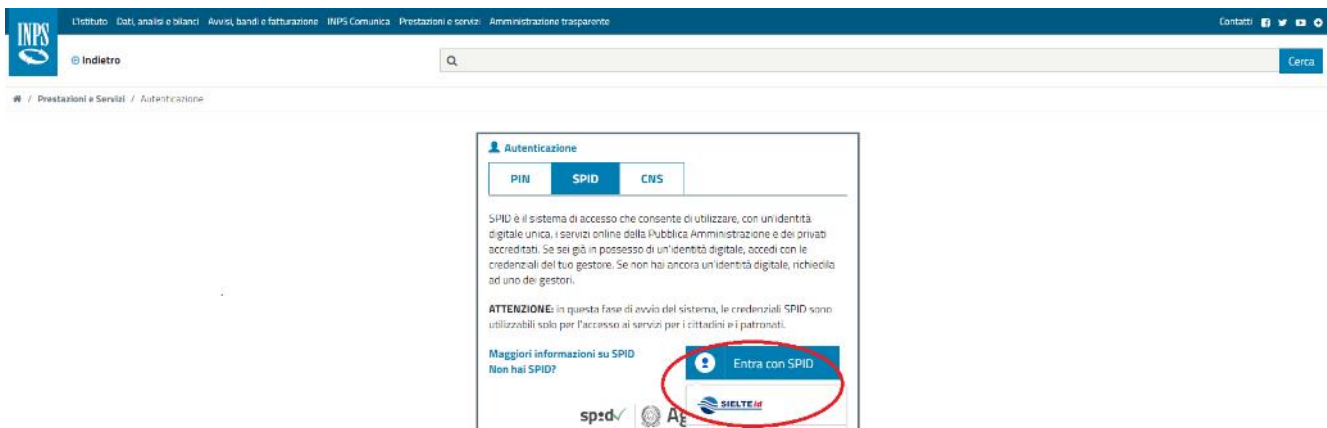 INPS
L'Istituto Dati, analisi e bilanci Avvisi, bandi e fatturazione INPS Comunica Prestazioni e servizi Amministrazione trasparente Contatti
Indietro
Cerca
/ Prestazioni e Servizi / Autenticazione
Autenticazione
PIN SPID CNS
SPID è il sistema di accesso che consente di utilizzare, con un'identità
digitale unica, i servizi online della Pubblica Amministrazione e dei privati
accreditati. Se sei già in possesso di un'identità digitale, accedi con le
credenziali del tuo gestore. Se non hai ancora un'identità digitale, richiedila
ad uno dei gestori.
ATTENZIONE: in questa fase di avvio del sistema, le credenziali SPID sono
utilizzabili solo per l'accesso ai servizi per i cittadini e i patronati.
Maggiori informazioni su SPID
Non hai SPID?
Entra con SPID
SIELTE id
spid